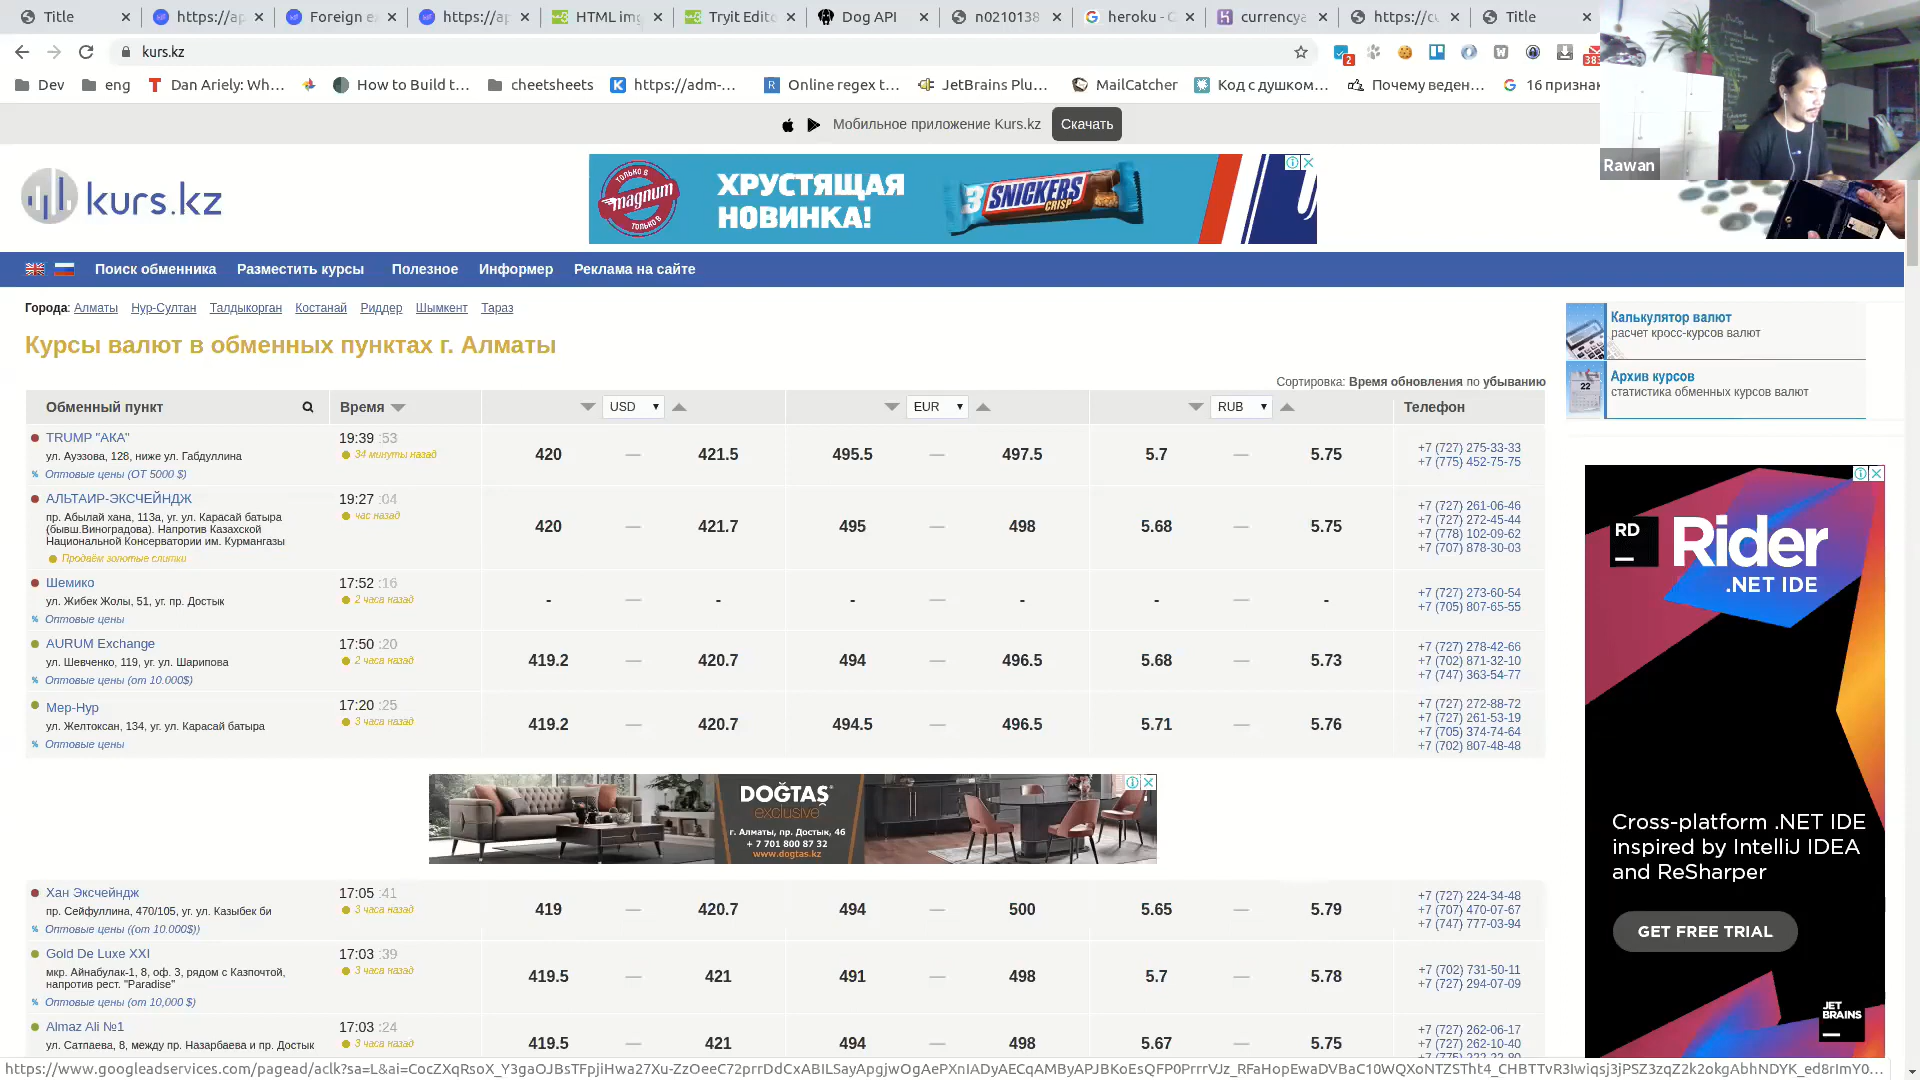 Title
https://ap
Foreign e
https://ap
HTML img
Tryit Edito
Dog API
n0210138
heroku - G
currencya
https://cu
Title
kurs.kz
2
Dev
eng
Dan Ariely: Wh...
How to Build t...
cheetsheets
https://adm-...
Online regex t...
JetBrains Plu...
MailCatcher
Код с душком...
Почему веден...
16 признак
Rawan
Мобильное приложение Kurs.kz
Скачать
kurs.kz
ТОЛЬКО В
magnum
ТОЛЬКО В
ХРУСТЯЩАЯ
НОВИНКА!
3 SNICKERS
CRISP
Поиск обменника Разместить курсы Полезное Информер Реклама на сайте
Города: Алматы Нур-Султан Талдыкорган Костанай Риддер Шымкент Тараз
Курсы валют в обменных пунктах г. Алматы
Сортировка: Время обновления по убыванию
Обменный пункт Время USD EUR RUB Телефон
TRUMP "АКА"
ул. Ауэзова, 128, ниже ул. Габдуллина
Оптовые цены (ОТ 5000 $)
19:39 :53
34 минуты назад
420 — 421.5 495.5 — 497.5 5.7 — 5.75
+7 (727) 275-33-33
+7 (775) 452-75-75
АЛЬТАИР-ЭКСЧЕЙНДЖ
пр. Абылай хана, 113а, уг. ул. Карасай батыра
(бывш.Виноградова). Напротив Казахской
Национальной Консерватории им. Курмангазы
Продаём золотые слитки
19:27 :04
час назад
420 — 421.7 495 — 498 5.68 — 5.75
+7 (727) 261-06-46
+7 (727) 272-45-44
+7 (778) 102-09-62
+7 (707) 878-30-03
Шемико
ул. Жибек Жолы, 51, уг. пр. Достык
Оптовые цены
17:52 :16
2 часа назад
- — - - — - - — -
+7 (727) 273-60-54
+7 (705) 807-65-55
AURUM Exchange
ул. Шевченко, 119, уг. ул. Шарипова
Оптовые цены (от 10.000$)
17:50 :20
2 часа назад
419.2 — 420.7 494 — 496.5 5.68 — 5.73
+7 (727) 278-42-66
+7 (702) 871-32-10
+7 (747) 363-54-77
Мер-Нур
ул. Желтоксан, 134, уг. ул. Карасай батыра
Оптовые цены
17:20 :25
3 часа назад
419.2 — 420.7 494.5 — 496.5 5.71 — 5.76
+7 (727) 272-88-72
+7 (727) 261-53-19
+7 (705) 374-74-64
+7 (702) 807-48-48
DOĞTAŞ
exclusive
г. Алматы, пр. Достык, 46
+ 7 701 800 87 32
www.dogtas.kz
Хан Эксчейндж
пр. Сейфуллина, 470/105, уг. ул. Казыбек би
Оптовые цены ((от 10.000$))
17:05 :41
3 часа назад
419 — 420.7 494 — 500 5.65 — 5.79
+7 (727) 224-34-48
+7 (707) 470-07-67
+7 (747) 777-03-94
Gold De Luxe XXI
мкр. Айнабулак-1, 8, оф. 3, рядом с Казпочтой,
напротив рест. "Paradise"
Оптовые цены (от 10,000 $)
17:03 :39
3 часа назад
419.5 — 421 491 — 498 5.7 — 5.78
+7 (702) 731-50-11
+7 (727) 294-07-09
Almaz Ali №1
ул. Сатпаева, 8, между пр. Назарбаева и пр. Достык
17:03 :24
3 часа назад
419.5 — 421 494 — 498 5.67 — 5.75
+7 (727) 262-06-17
+7 (727) 262-10-40
Калькулятор валют
расчет кросс-курсов валют
22
Архив курсов
статистика обменных курсов валют
RD
Rider
.NET IDE
Cross-platform .NET IDE
inspired by IntelliJ IDEA
and ReSharper
GET FREE TRIAL
JET
BRAINS